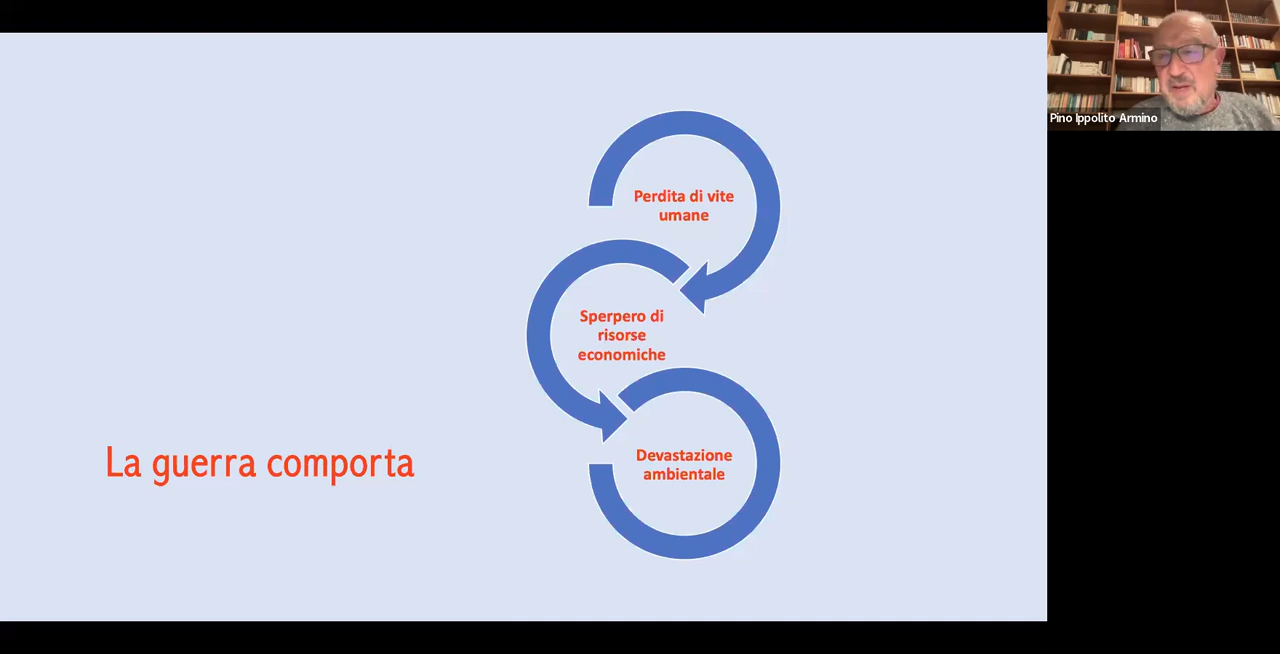 Pino Ippolito Armino
Perdita di vite
umane
Sperpero di
risorse
economiche
Devastazione
ambientale
La guerra comporta